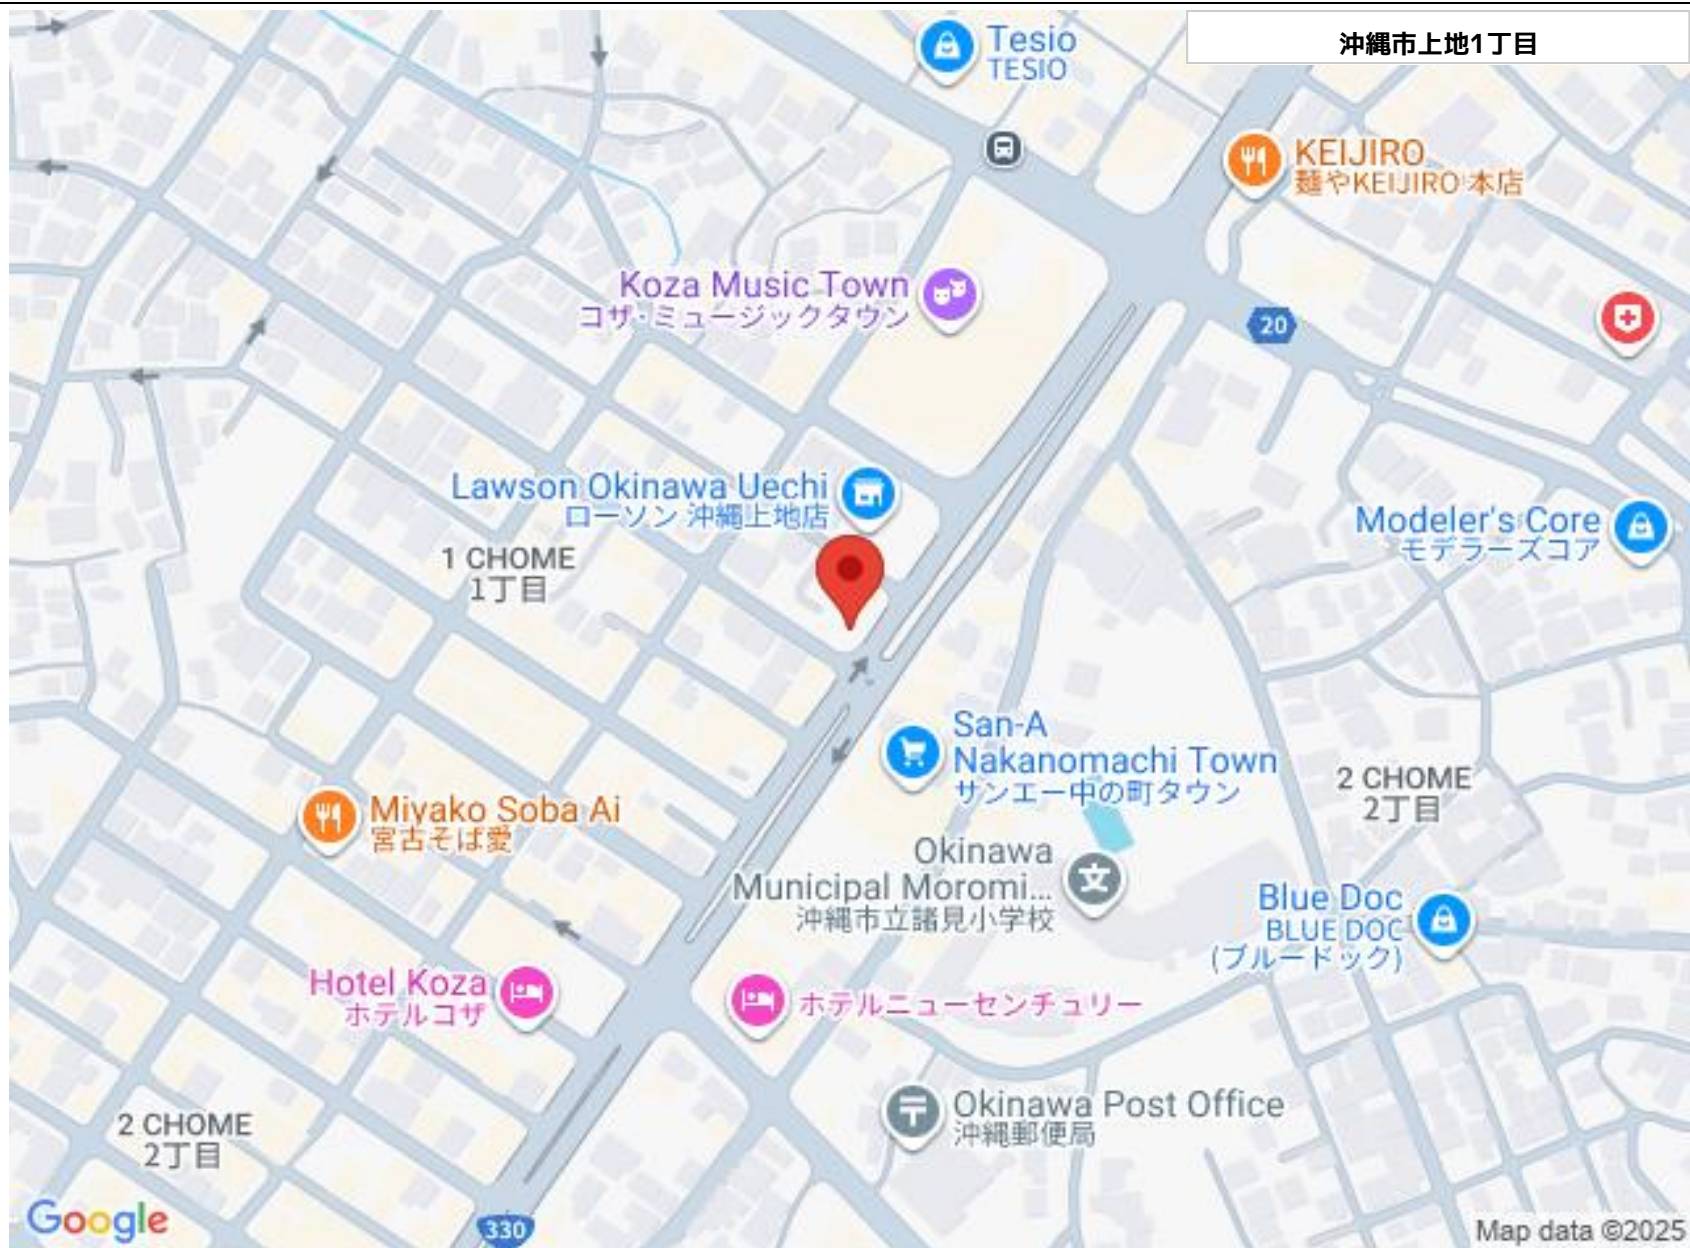 沖縄市上地1丁目
Tesio
TESIO
KEIJIRO
麺やKEIJIRO 本店
Koza Music Town
コザ・ミュージックタウン
20
Lawson Okinawa Uechi
ローソン 沖縄上地店
Modeler's Core
モデラーズコア
1 CHOME
1丁目
San-A
Nakanomachi Town
サンエー中の町タウン
2 CHOME
2丁目
Miyako Soba Ai
宮古そば愛
Okinawa
Municipal Moromi...
沖縄市立諸見小学校
文
Blue Doc
BLUE DOC
(ブルードック)
Hotel Koza
ホテルコザ
ホテルニューセンチュリー
Okinawa Post Office
沖縄郵便局
2 CHOME
2丁目
Google
330
Map data ©2025